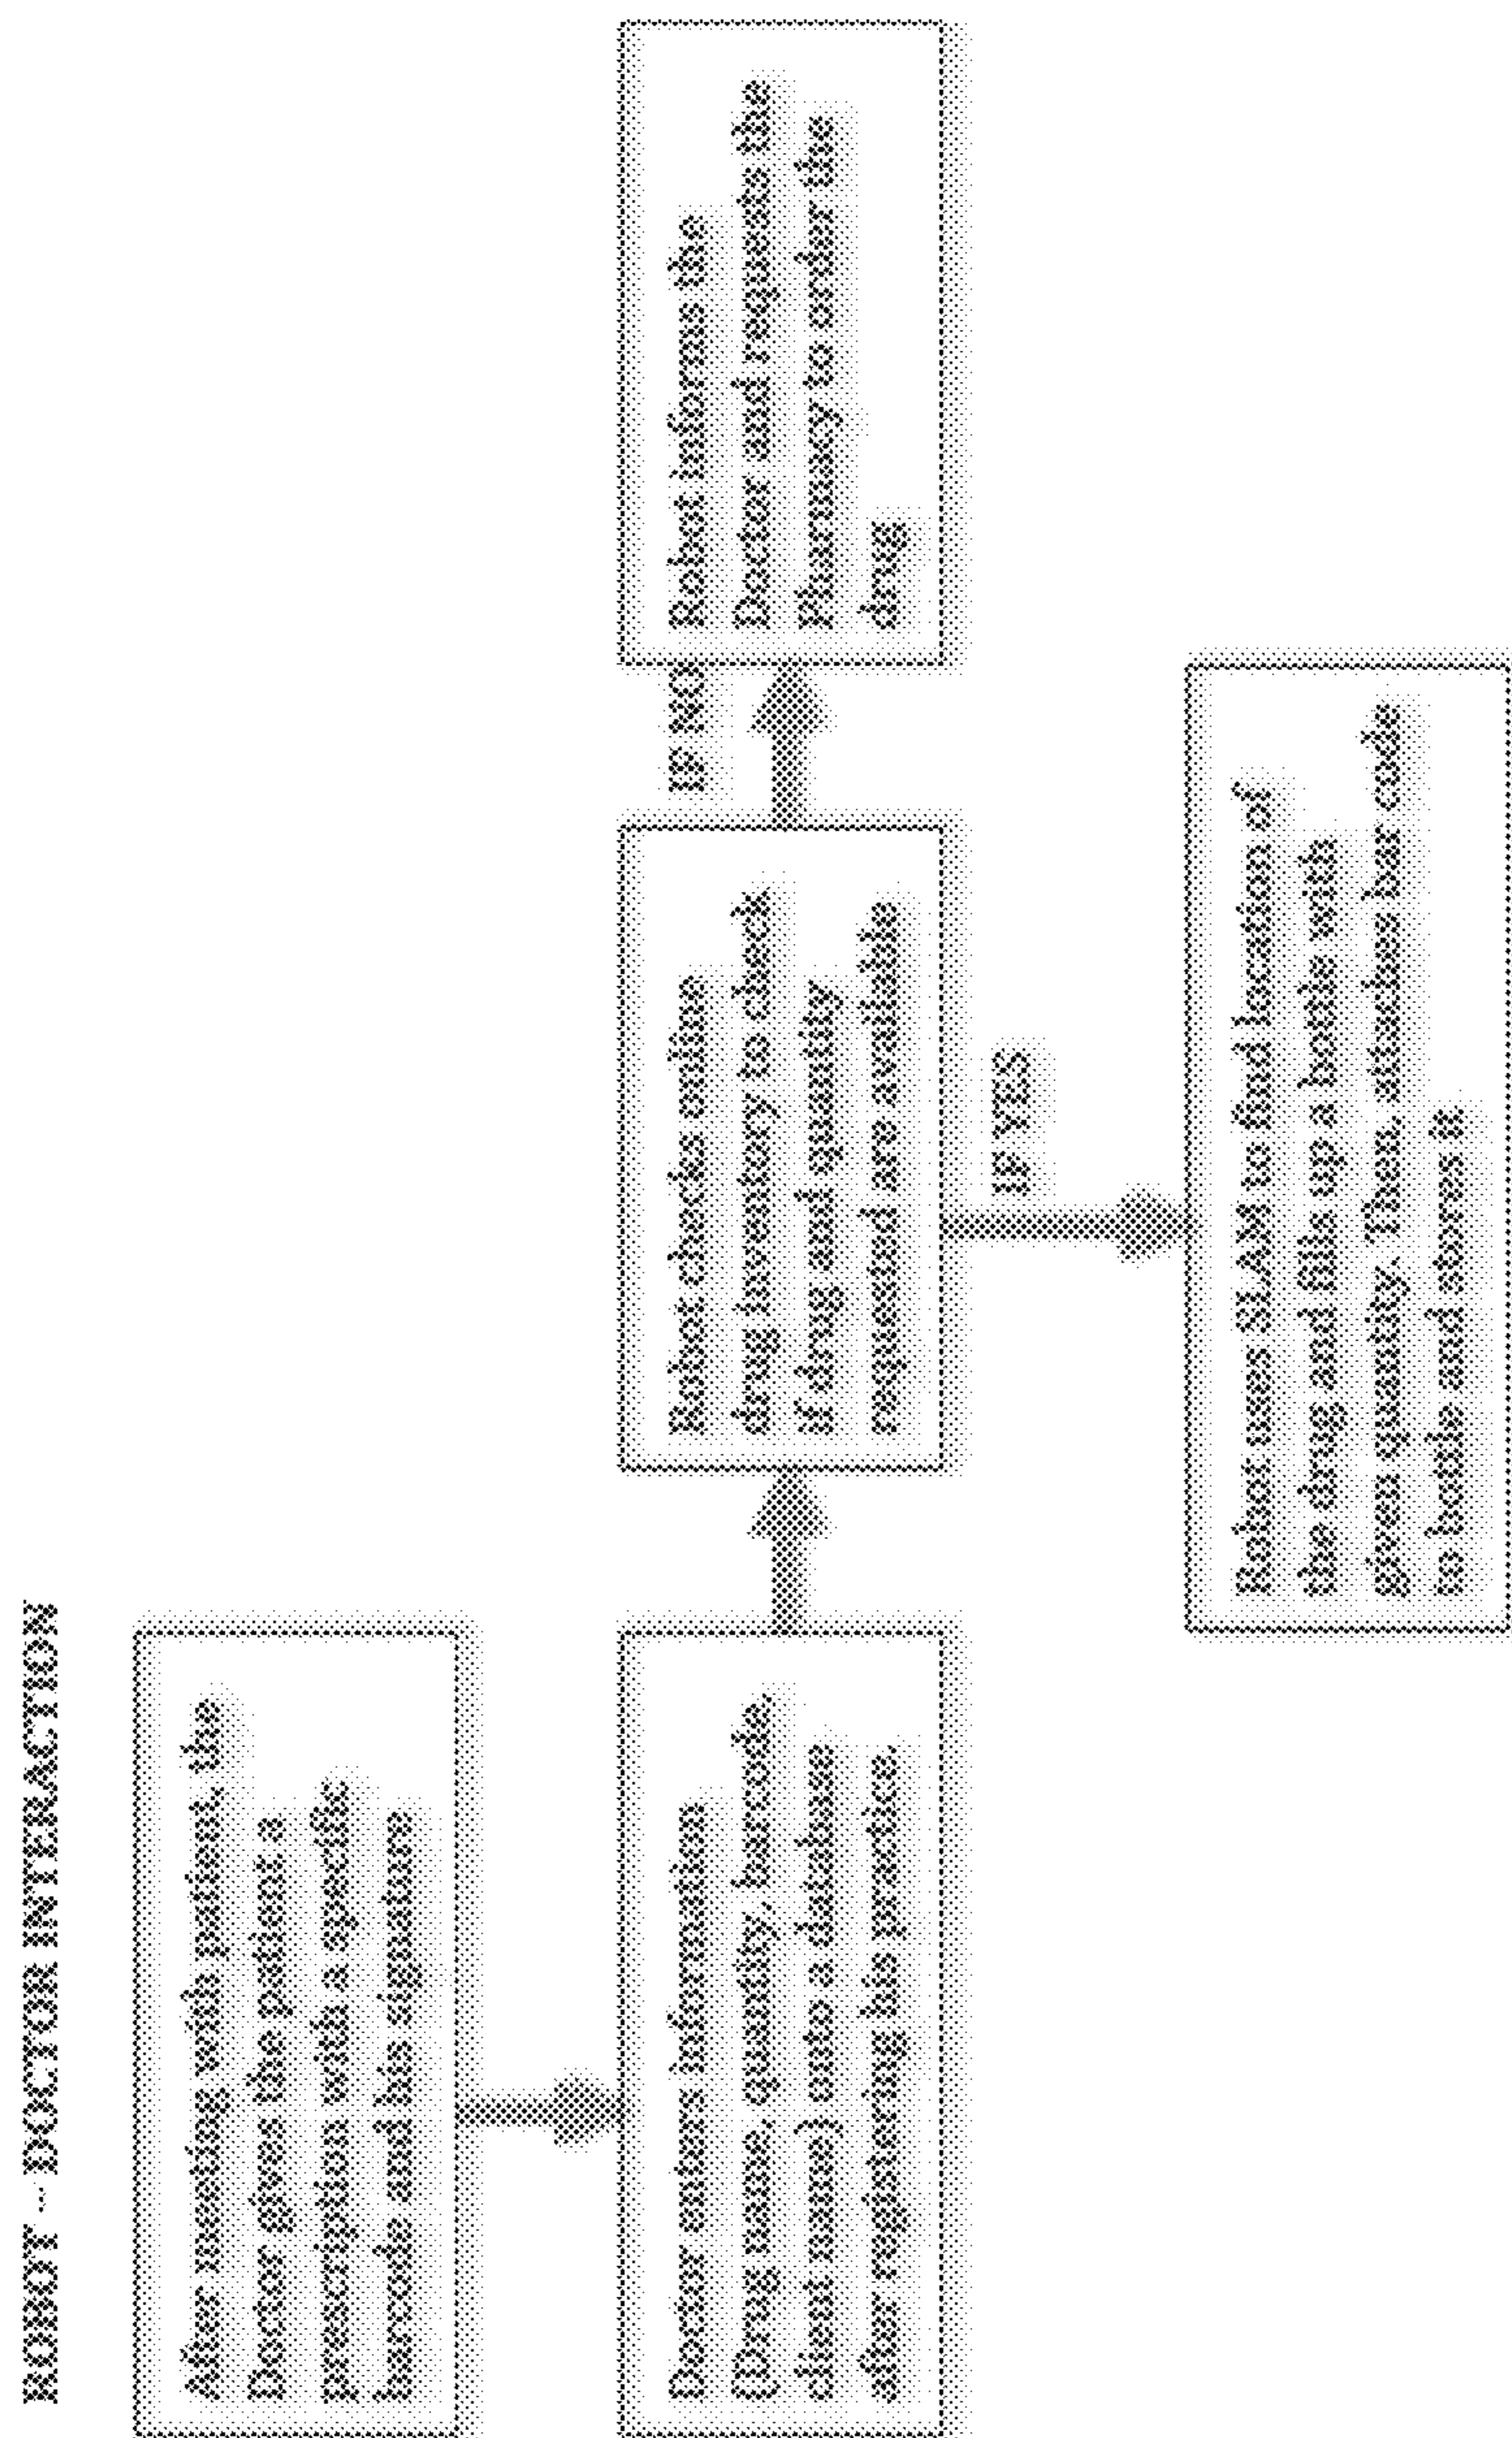 ROBOT – DOCTOR INTERACTION
After meeting with patient, the
Doctor gives the patient a
prescription with a specific
barcode and his signature
Doctor enters information
(Drug name, quantity, barcode,
client name) onto a database
after registering his practice
Robot checks online
drug inventory to check
if drug and quantity
requested are available
IF NO
Robot informs the
Doctor and requests the
Pharmacy to order the
drug
IF YES
Robot uses SLAM to find location of
the drug and fills up a bottle with
given quantity. Then, attaches bar code
to bottle and stores it